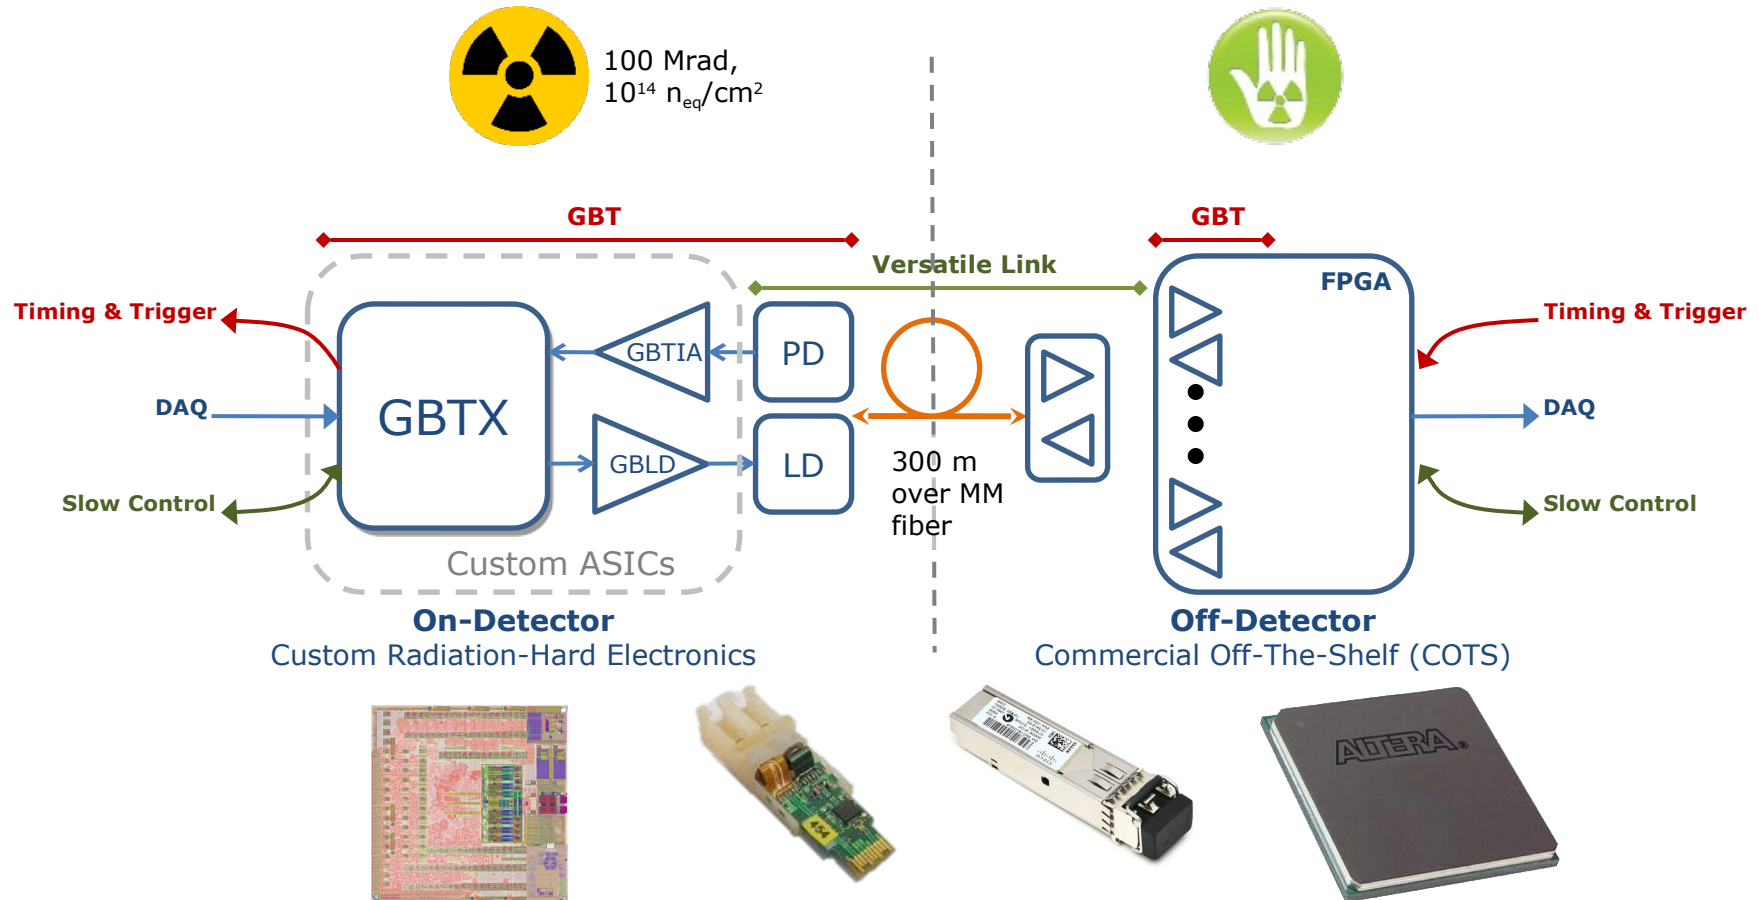 100 Mrad,
10¹⁴ n_eq/cm²
GBT
GBT
Versatile Link
FPGA
Timing & Trigger
Timing & Trigger
GBTIA
PD
DAQ
GBTX
DAQ
GBLD
LD
300 m
over MM
fiber
Slow Control
Slow Control
Custom ASICs
On-Detector
Custom Radiation-Hard Electronics
Off-Detector
Commercial Off-The-Shelf (COTS)
ALTERA®
454